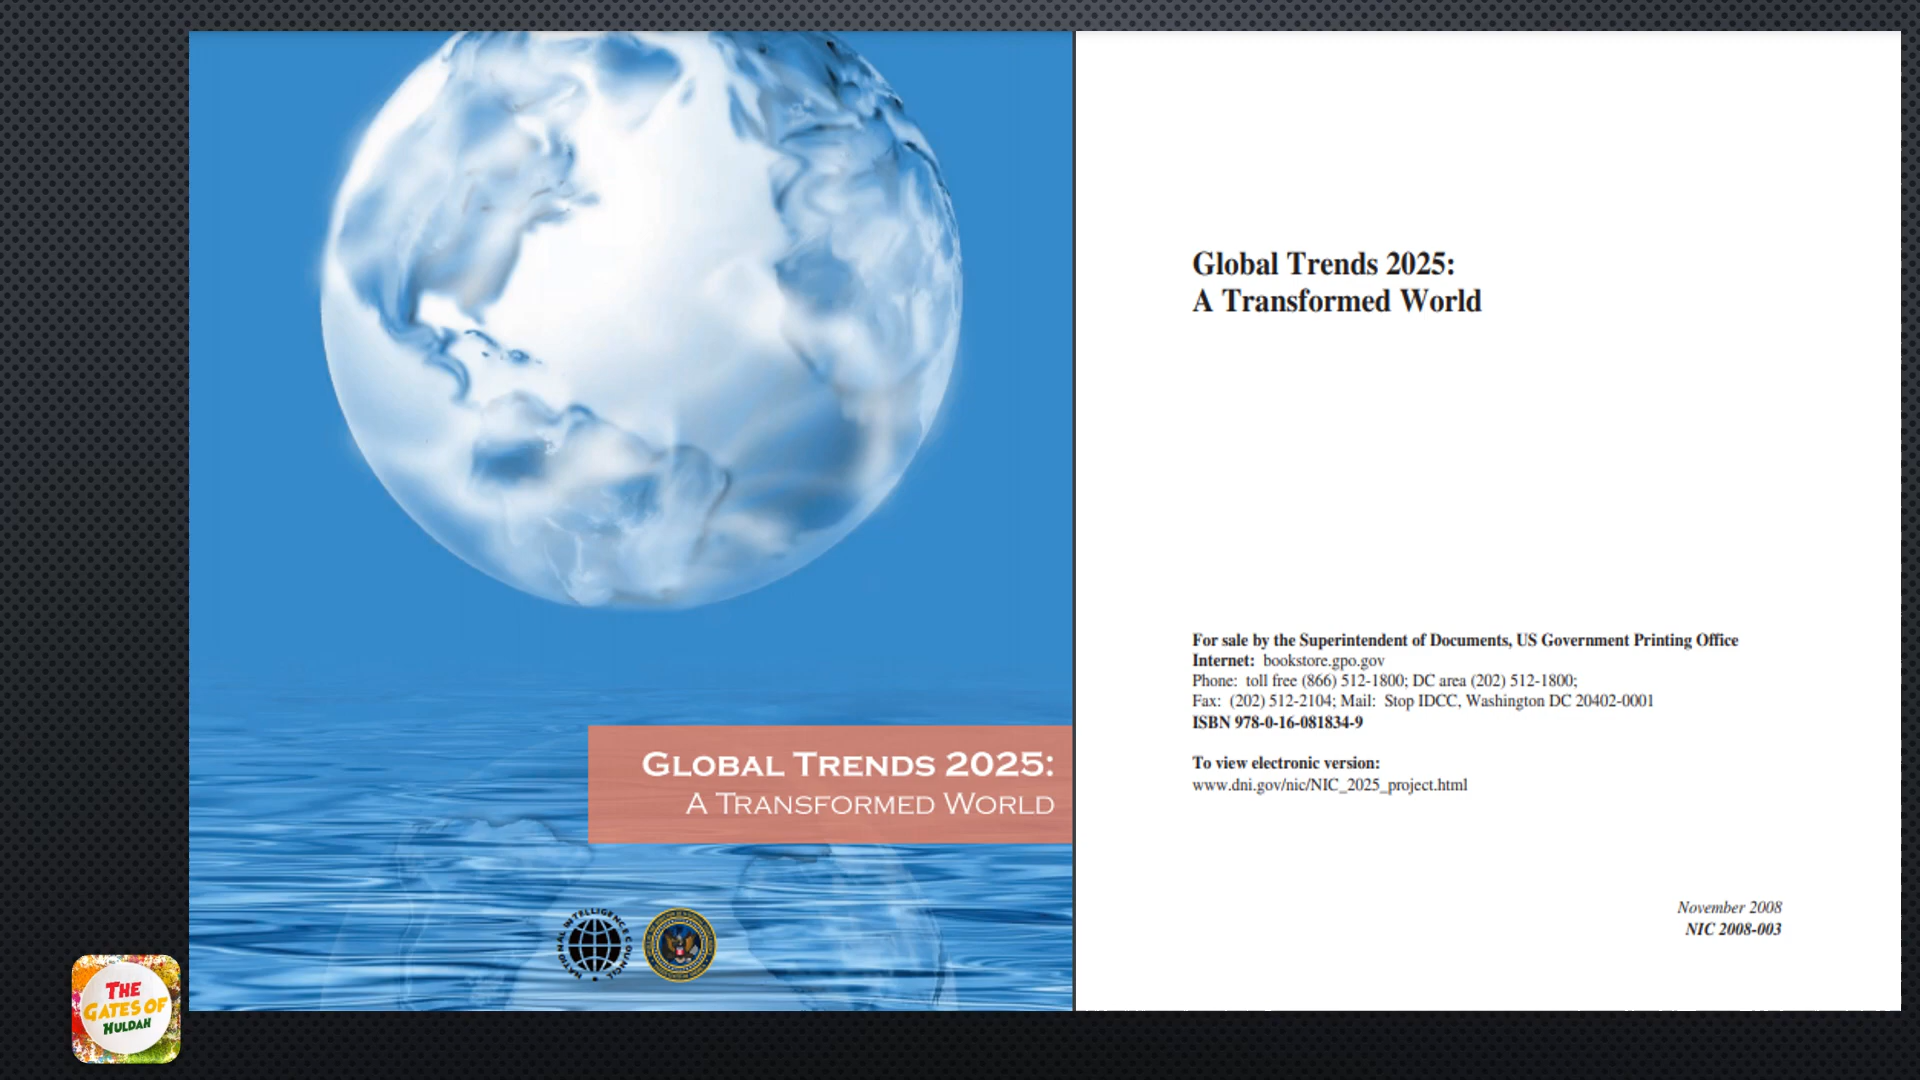 GLOBAL TRENDS 2025:
A TRANSFORMED WORLD
NATIONAL INTELLIGENCE COUNCIL
THE
GATES OF
HULDAH
Global Trends 2025:
A Transformed World
For sale by the Superintendent of Documents, US Government Printing Office
Internet: bookstore.gpo.gov
Phone: toll free (866) 512-1800; DC area (202) 512-1800;
Fax: (202) 512-2104; Mail: Stop IDCC, Washington DC 20402-0001
ISBN 978-0-16-081834-9
To view electronic version:
www.dni.gov/nic/NIC_2025_project.html
November 2008
NIC 2008-003